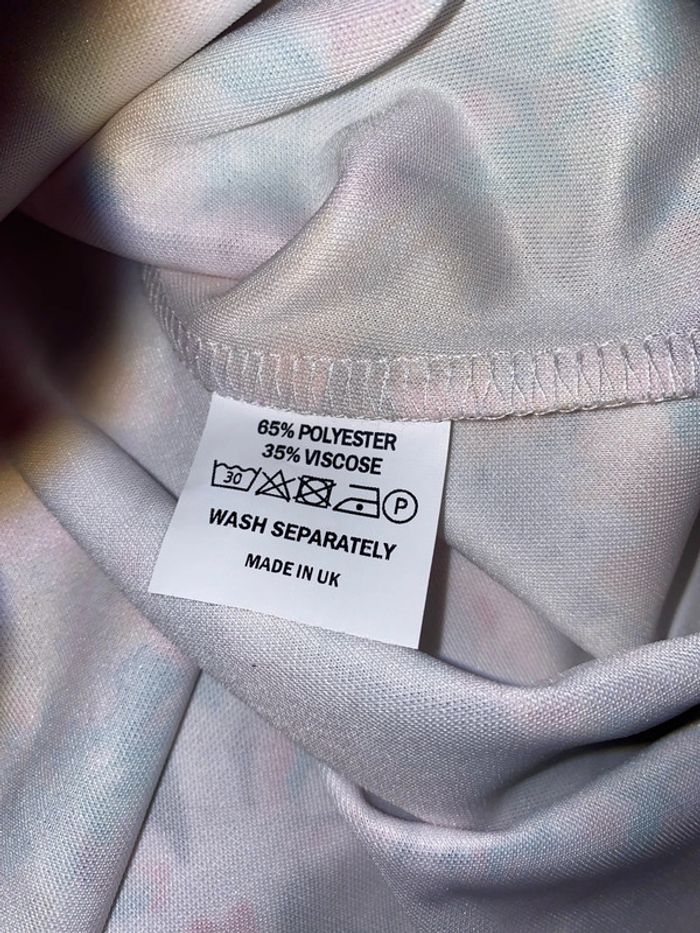 65% POLYESTER
35% VISCOSE
30 P
WASH SEPARATELY
MADE IN UK